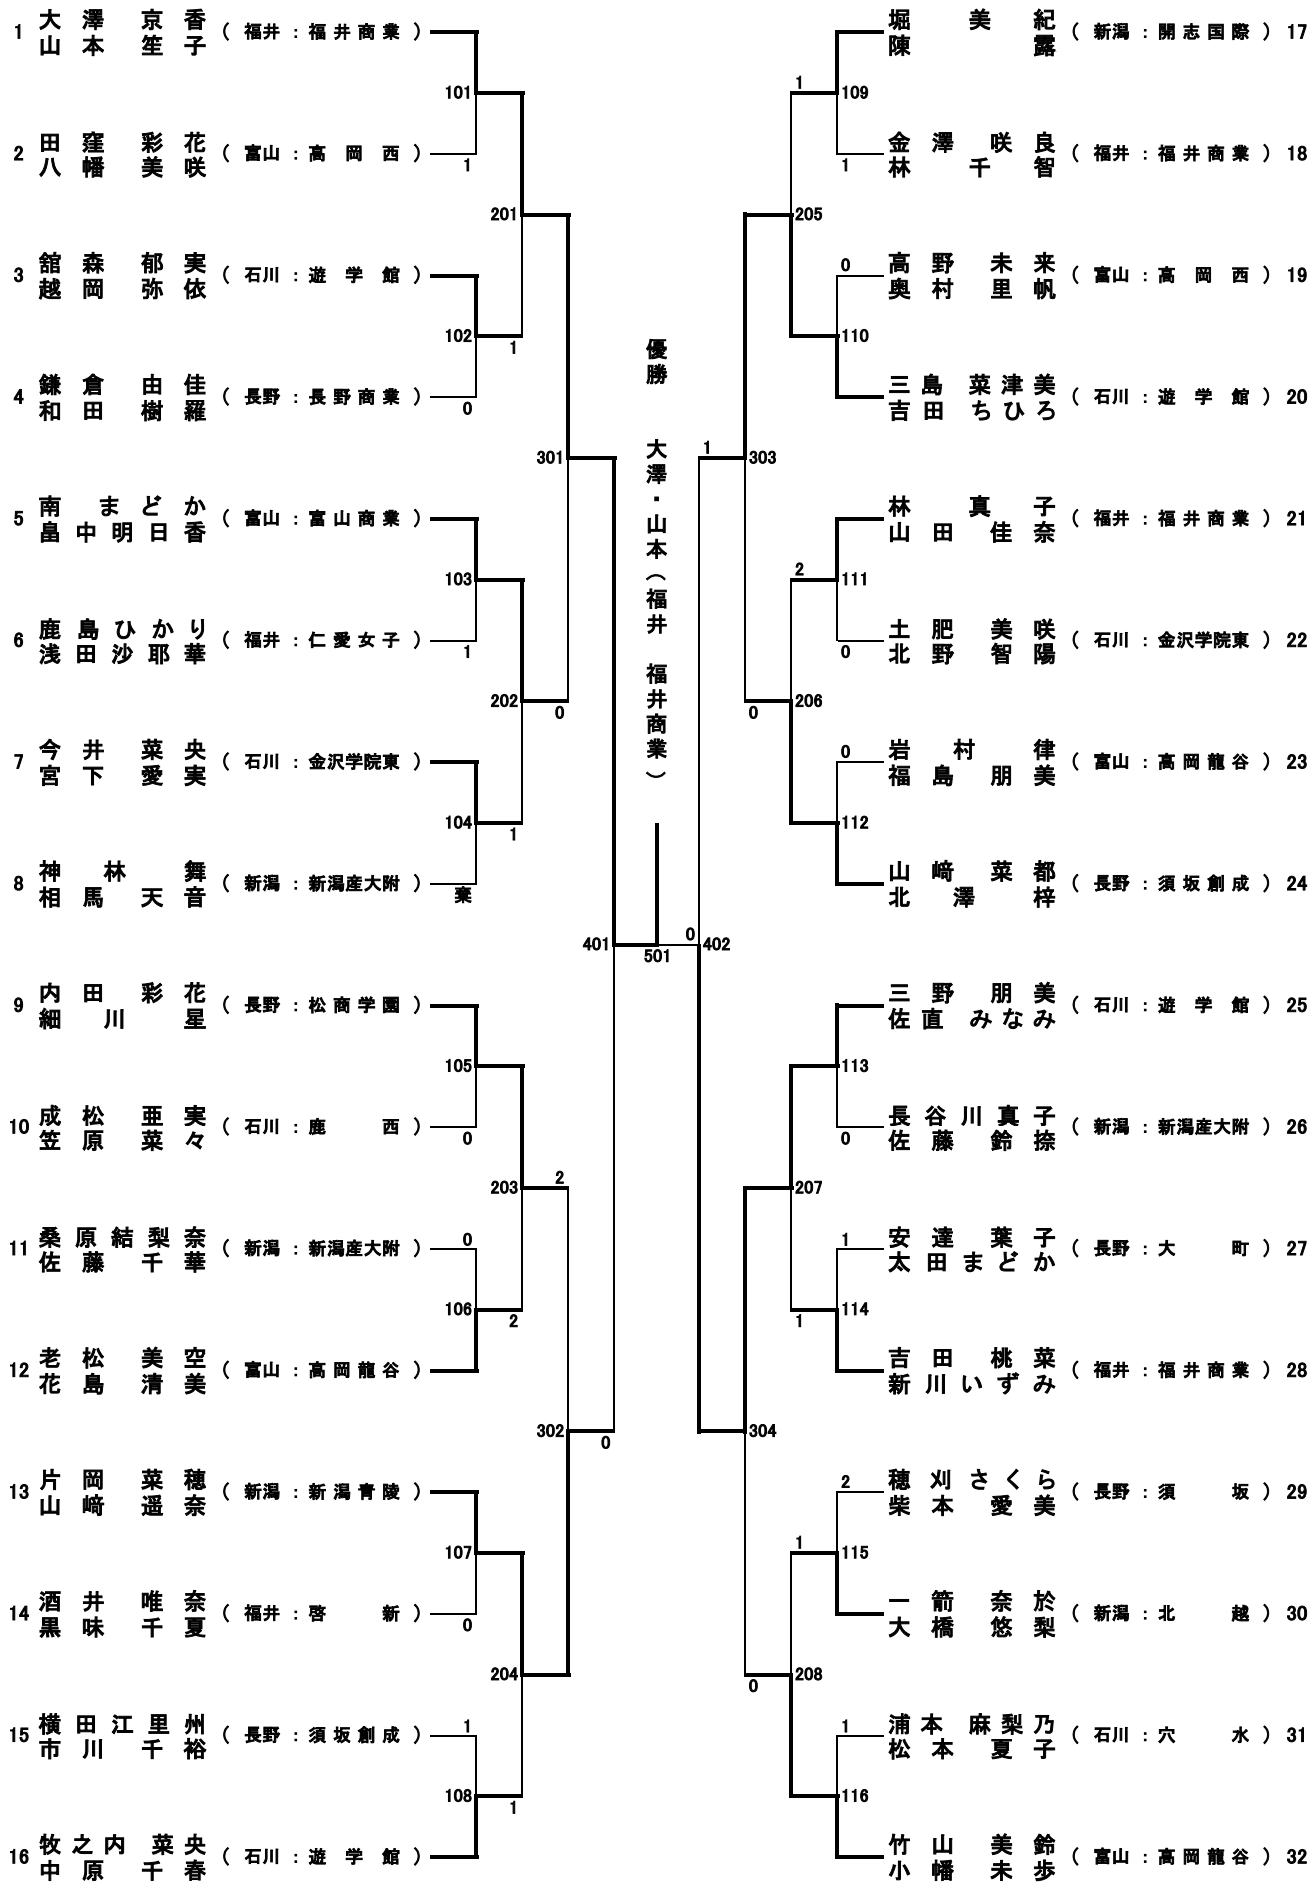 1 大澤京香 山本笙子 （福井：福井商業）
101
2 田窪彩花 八幡美咲 （富山：高岡西） 1
201
3 舘森郁実 越岡弥依 （石川：遊学館）
102 1
4 鎌倉由佳 和田樹羅 （長野：長野商業） 0
301
5 南まどか 畠中明日香 （富山：富山商業）
103
6 鹿島ひかり 浅田沙耶華 （福井：仁愛女子） 1
202 0
7 今井菜央 宮下愛実 （石川：金沢学院東）
104 1
8 神林舞 相馬天音 （新潟：新潟産大附） 棄
401
9 内田彩花 細川星 （長野：松商学園）
105
10 成松亜実 笠原菜々 （石川：鹿西） 0
203 2
11 桑原結梨奈 佐藤千華 （新潟：新潟産大附） 0
106 2
12 老松美空 花島清美 （富山：高岡龍谷）
302 0
13 片岡菜穂 山﨑遥奈 （新潟：新潟青陵）
107
14 酒井唯奈 黒味千夏 （福井：啓新） 0
204
15 横田江里州 市川千裕 （長野：須坂創成） 1
108 1
16 牧之内菜央 中原千春 （石川：遊学館）
優勝 大澤・山本（福井 福井商業）
501
堀美紀 陳露 （新潟：開志国際） 17
1 109
1 金澤咲良 林千智 （福井：福井商業） 18
205
0 高野未来 奥村里帆 （富山：高岡西） 19
110
三島菜津美 吉田ちひろ （石川：遊学館） 20
1 303
林真子 山田佳奈 （福井：福井商業） 21
2 111
0 土肥美咲 北野智陽 （石川：金沢学院東） 22
0 206
0 岩村律 福島朋美 （富山：高岡龍谷） 23
112
山﨑菜都 北澤梓 （長野：須坂創成） 24
0 402
三野朋美 佐直みなみ （石川：遊学館） 25
113
0 長谷川真子 佐藤鈴捺 （新潟：新潟産大附） 26
207
1 安達葉子 太田まどか （長野：大町） 27
1 114
吉田桃菜 新川いずみ （福井：福井商業） 28
304
2 穂刈さくら 柴本愛美 （長野：須坂） 29
1 115
一箭奈於 大橋悠梨 （新潟：北越） 30
0 208
1 浦本麻梨乃 松本夏子 （石川：穴水） 31
116
竹山美鈴 小幡未歩 （富山：高岡龍谷） 32